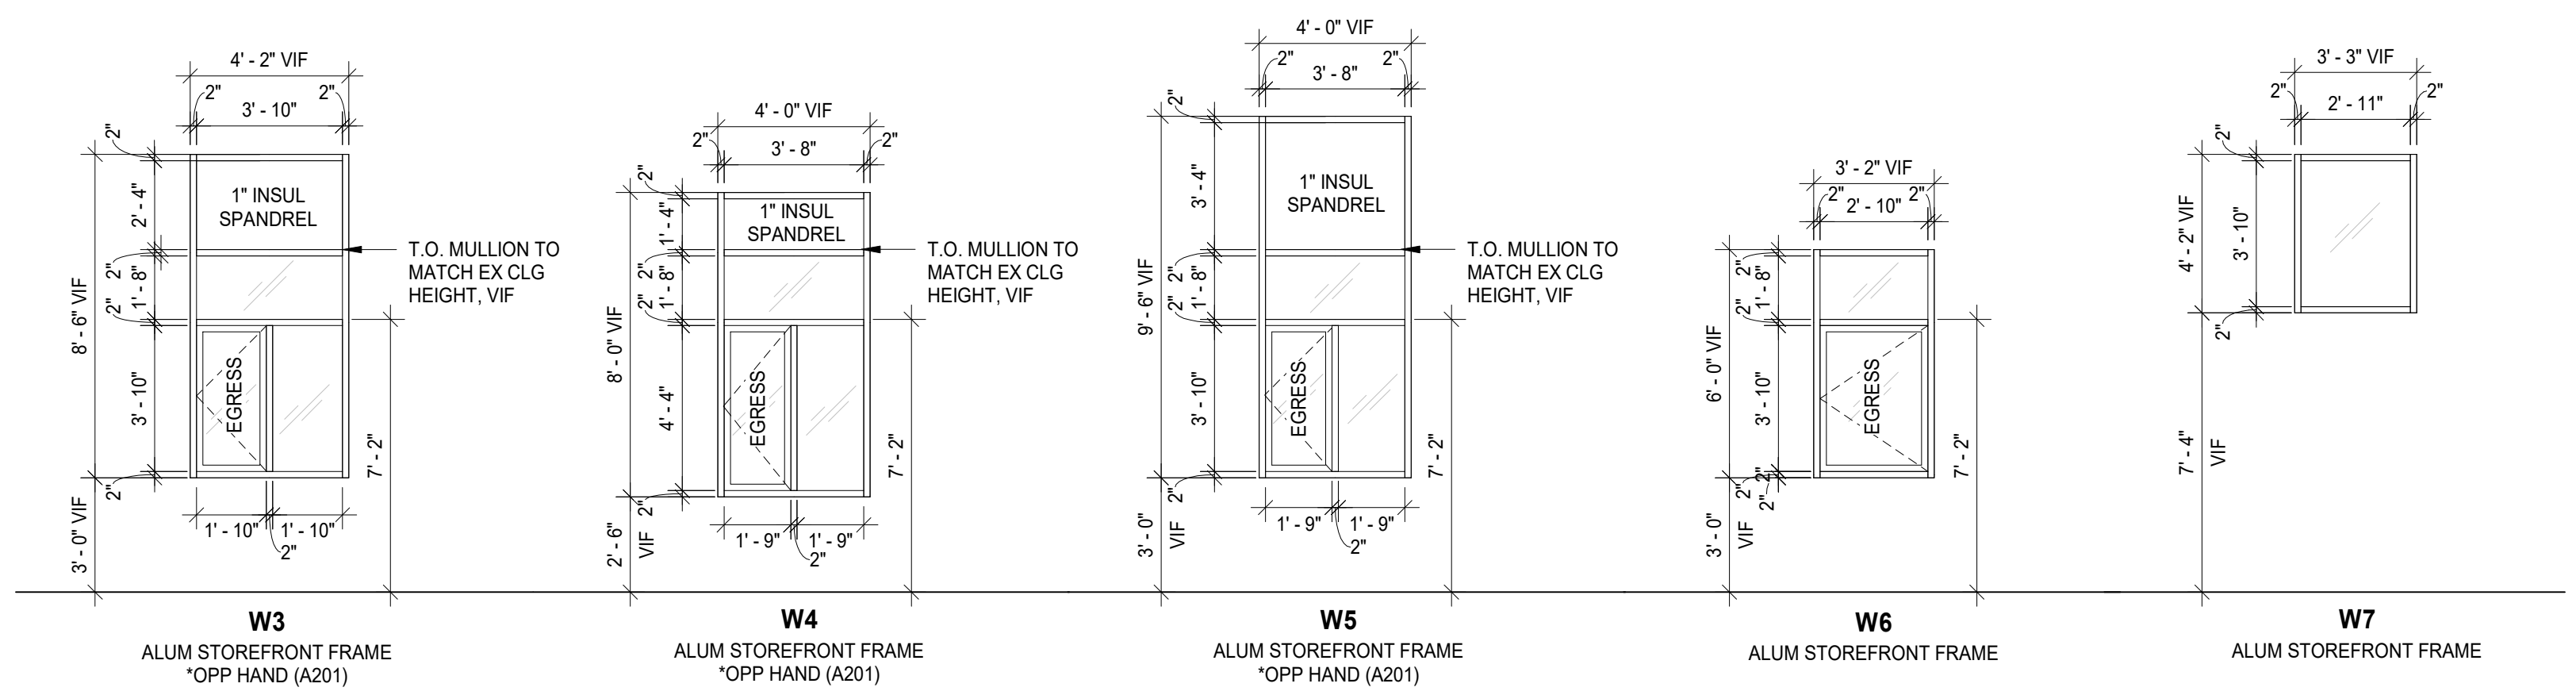 4' - 2" VIF
2"
2"
3' - 10"
2"
2' - 4"
2"
1' - 8"
2"
3' - 10"
2"
8' - 6" VIF
3' - 0" VIF
1" INSUL
SPANDREL
T.O. MULLION TO
MATCH EX CLG
HEIGHT, VIF
EGRESS
7' - 2"
1' - 10"
1' - 10"
2"
W3
ALUM STOREFRONT FRAME
*OPP HAND (A201)
4' - 0" VIF
2"
2"
3' - 8"
2"
1' - 4"
2"
1' - 8"
2"
4' - 4"
2"
8' - 0" VIF
2' - 6"
VIF
1" INSUL
SPANDREL
T.O. MULLION TO
MATCH EX CLG
HEIGHT, VIF
EGRESS
7' - 2"
1' - 9"
1' - 9"
2"
W4
ALUM STOREFRONT FRAME
*OPP HAND (A201)
4' - 0" VIF
2"
2"
3' - 8"
2"
3' - 4"
2"
1' - 8"
2"
3' - 10"
2"
9' - 6" VIF
3' - 0"
VIF
1" INSUL
SPANDREL
T.O. MULLION TO
MATCH EX CLG
HEIGHT, VIF
EGRESS
7' - 2"
1' - 9"
1' - 9"
2"
W5
ALUM STOREFRONT FRAME
*OPP HAND (A201)
3' - 2" VIF
2"
2"
2' - 10"
2"
1' - 8"
2"
3' - 10"
2"
2"
2"
6' - 0" VIF
3' - 0"
VIF
EGRESS
7' - 2"
W6
ALUM STOREFRONT FRAME
3' - 3" VIF
2"
2"
2' - 11"
2"
3' - 10"
2"
4' - 2" VIF
7' - 4"
VIF
W7
ALUM STOREFRONT FRAME